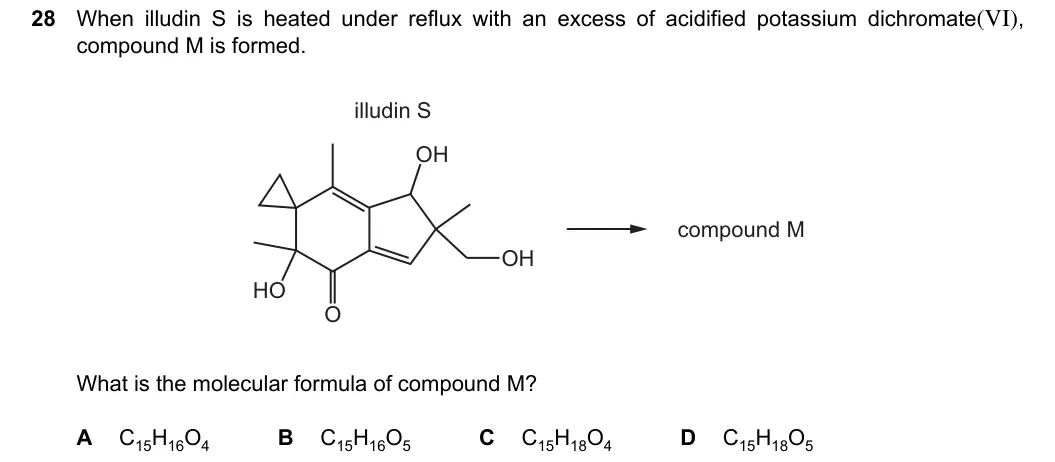 28 When illudin S is heated under reflux with an excess of acidified potassium dichromate(VI),
compound M is formed.
illudin S
OH
OH
compound M
HO
O
What is the molecular formula of compound M?
A C₁₅H₁₆O₄ B C₁₅H₁₆O₅ C C₁₅H₁₈O₄ D C₁₅H₁₈O₅